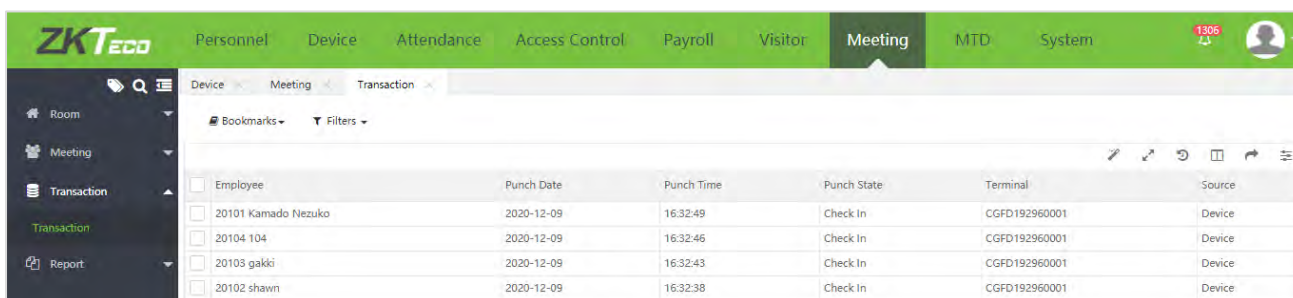 ZKTECO Personnel Device Attendance Access Control Payroll Visitor Meeting MTD System 1306
Device Meeting Transaction
Room
Bookmarks Filters
Meeting
Transaction
Employee Punch Date Punch Time Punch State Terminal Source
20101 Kamado Nezuko 2020-12-09 16:32:49 Check In CGFD192960001 Device
Transaction
20104 104 2020-12-09 16:32:46 Check In CGFD192960001 Device
Report
20103 gakki 2020-12-09 16:32:43 Check In CGFD192960001 Device
20102 shawn 2020-12-09 16:32:38 Check In CGFD192960001 Device